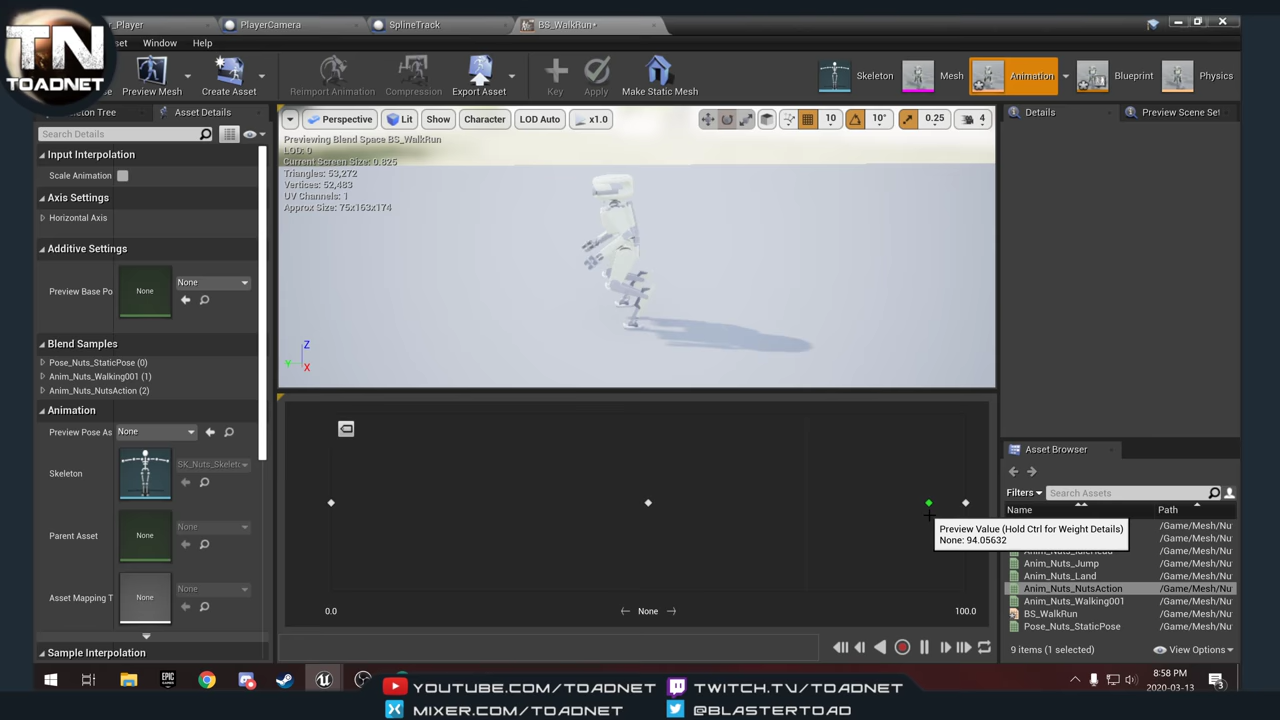 _Player
PlayerCamera
SplineTrack
BS_WalkRun*
Window
Help
TN
TOADNET
Preview Mesh
Create Asset
Reimport Animation
Compression
Export Asset
Key
Apply
Make Static Mesh
Skeleton
Mesh
Animation
Blueprint
Physics
Asset Details
Search Details
Perspective
Lit
Show
Character
LOD Auto
x1.0
10
10°
0.25
4
Details
Preview Scene Set
Input Interpolation
Scale Animation
Axis Settings
Horizontal Axis
Additive Settings
Preview Base Po
None
None
Blend Samples
Pose_Nuts_StaticPose (0)
Anim_Nuts_Walking001 (1)
Anim_Nuts_NutsAction (2)
Animation
Preview Pose As
None
Skeleton
SK_Nuts_Skelet
Parent Asset
None
None
Asset Mapping T
None
None
Sample Interpolation
Previewing Blend Space BS_WalkRun
LOD: 0
Current Screen Size: 0.825
Triangles: 53,272
Vertices: 52,483
UV Channels: 1
Approx Size: 75x163x174
Z
Y
X
Preview Value (Hold Ctrl for Weight Details)
None: 94.05632
0.0
None
100.0
Asset Browser
Filters
Search Assets
Name
Path
/Game/Mesh/Nu
/Game/Mesh/Nu
/Game/Mesh/Nu
Anim_Nuts_Jump
/Game/Mesh/Nu
Anim_Nuts_Land
/Game/Mesh/Nu
Anim_Nuts_NutsAction
/Game/Mesh/Nu
Anim_Nuts_Walking001
/Game/Mesh/Nu
BS_WalkRun
/Game/Mesh/Nu
Pose_Nuts_StaticPose
/Game/Mesh/Nu
9 items (1 selected)
View Options
EPIC
8:58 PM
2020-03-13
3
YOUTUBE.COM/TOADNET
TWITCH.TV/TOADNET
MIXER.COM/TOADNET
@BLASTERTOAD